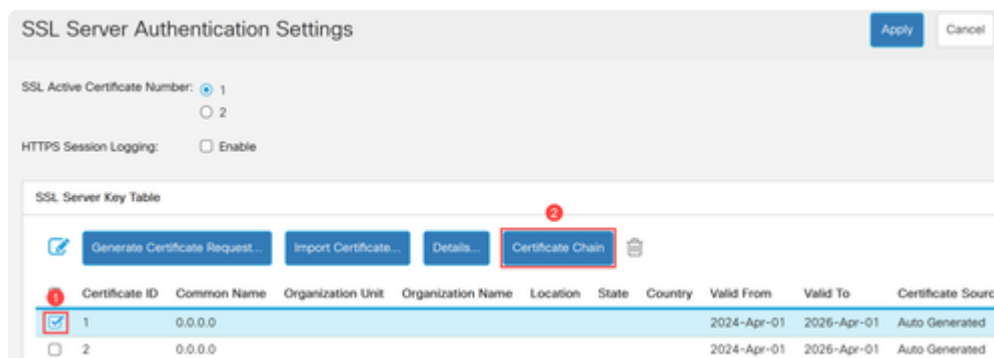 SSL Server Authentication Settings
Apply
Cancel
SSL Active Certificate Number: 1
2
HTTPS Session Logging: Enable
SSL Server Key Table
2
Generate Certificate Request... Import Certificate... Details... Certificate Chain
1 Certificate ID Common Name Organization Unit Organization Name Location State Country Valid From Valid To Certificate Sourc
1 0.0.0.0 2024-Apr-01 2026-Apr-01 Auto Generated
2 0.0.0.0 2024-Apr-01 2026-Apr-01 Auto Generated